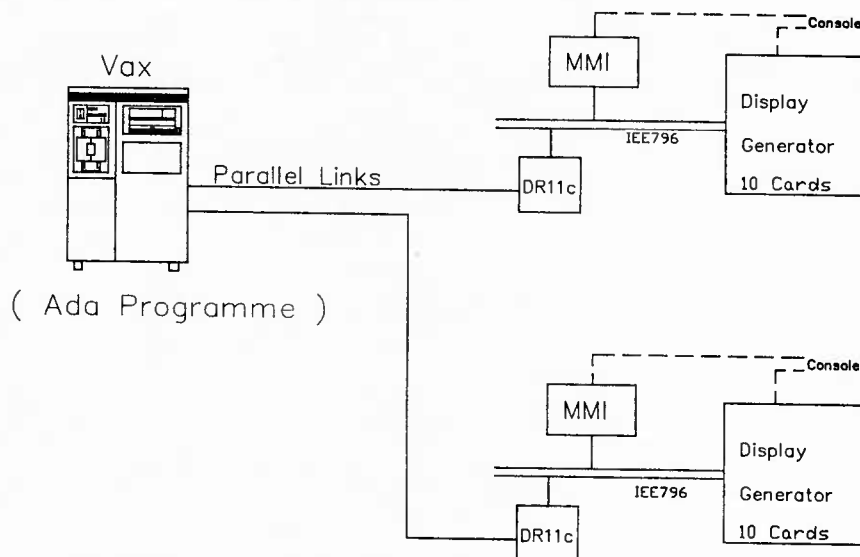 Console
MMI
Vax
Display
IEE796
Generator
Parallel Links
DR11c
10 Cards
( Ada Programme )
Console
MMI
Display
IEE796
Generator
DR11c
10 Cards